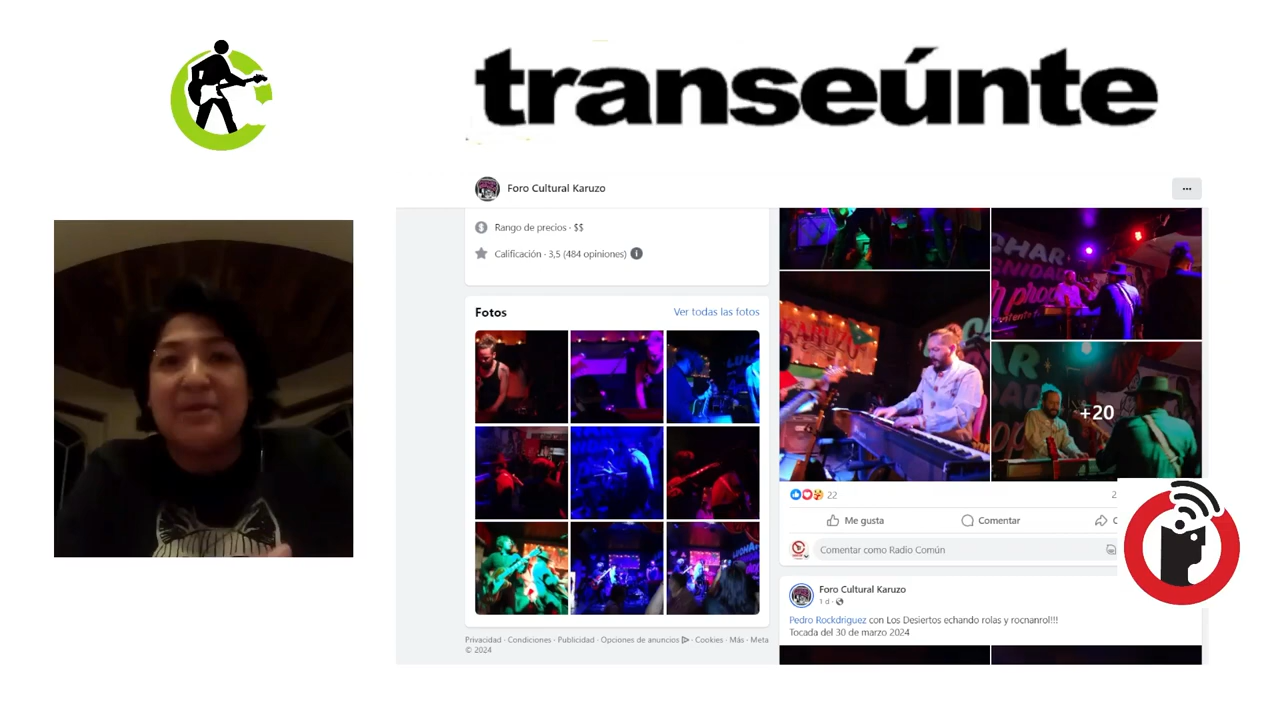 transeúnte
Foro Cultural Karuzo
Rango de precios · $$
Calificación · 3,5 (484 opiniones)
Fotos
Ver todas las fotos
Privacidad · Condiciones · Publicidad · Opciones de anuncios · Cookies · Más · Meta
© 2024
+20
22
2
Me gusta
Comentar
Comentar como Radio Común
Foro Cultural Karuzo
1 d ·
Pedro Rockdriguez con Los Desiertos echando rolas y rocnanrol!!!
Tocada del 30 de marzo 2024